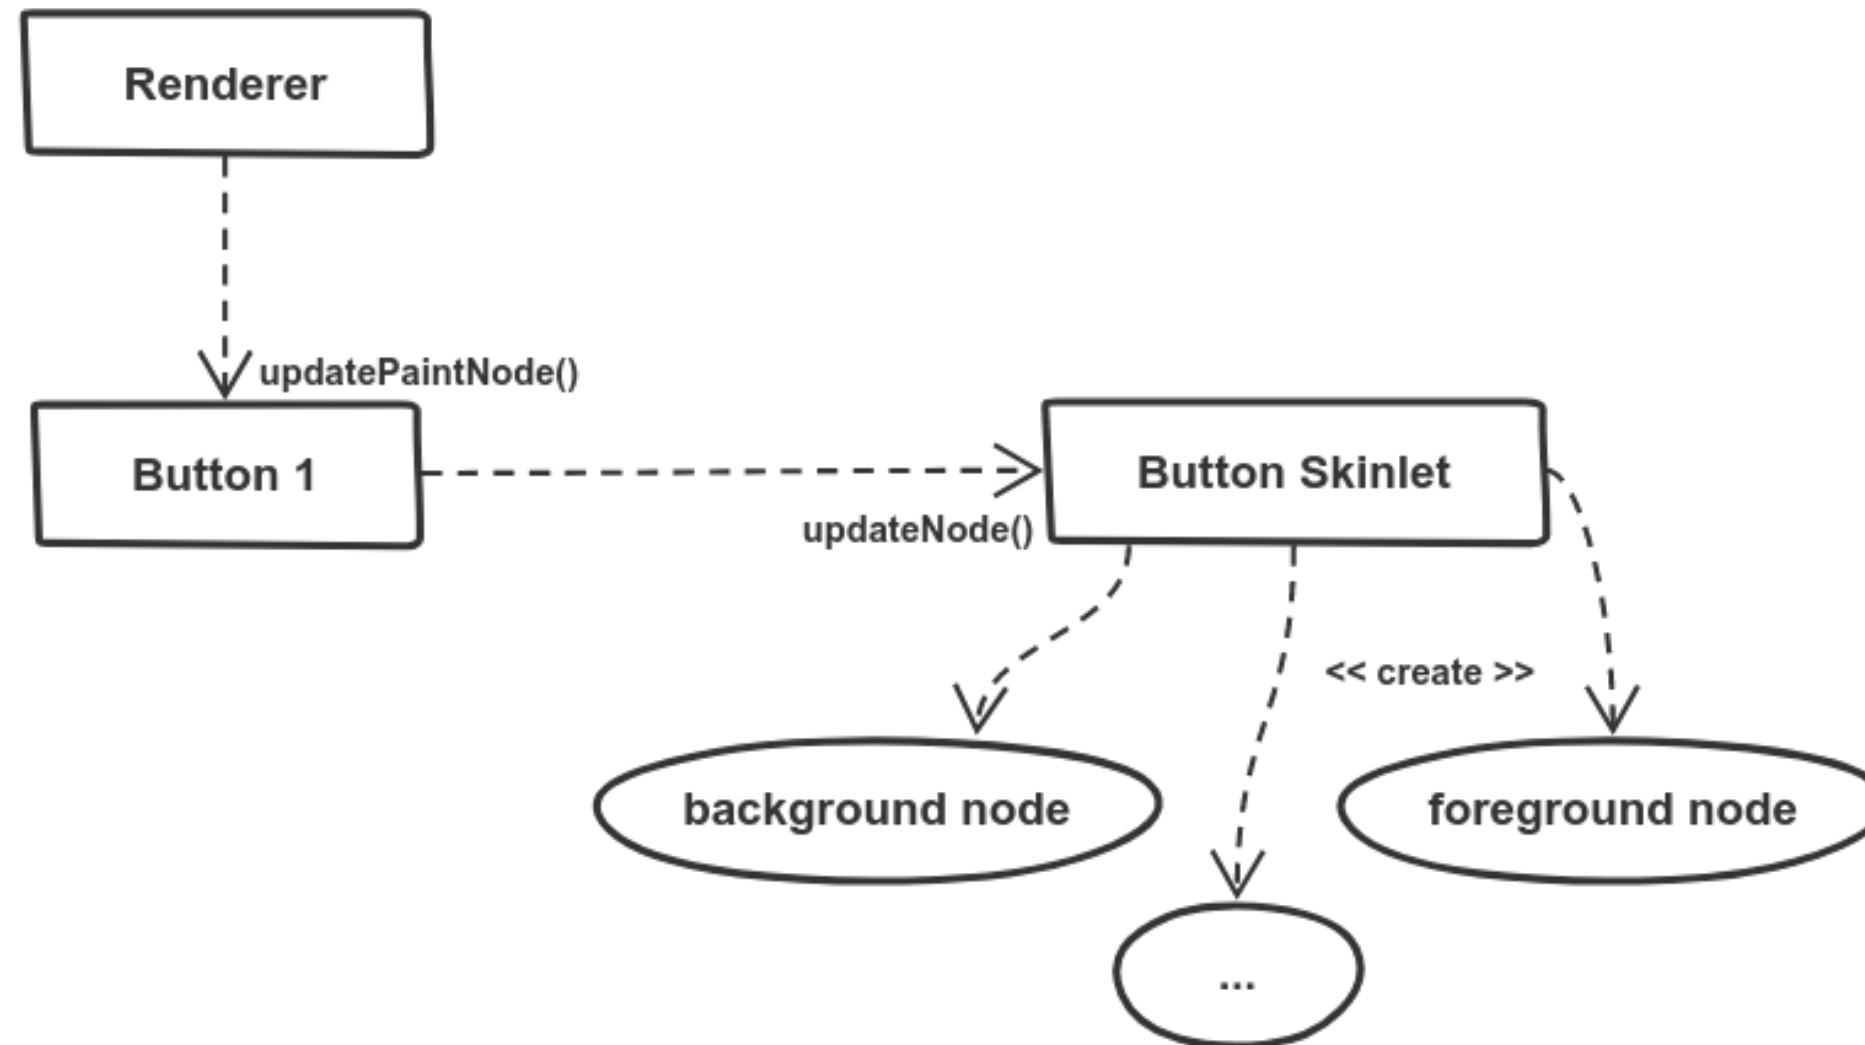 Renderer
updatePaintNode()
Button 1
Button Skinlet
updateNode()
<< create >>
background node
foreground node
...